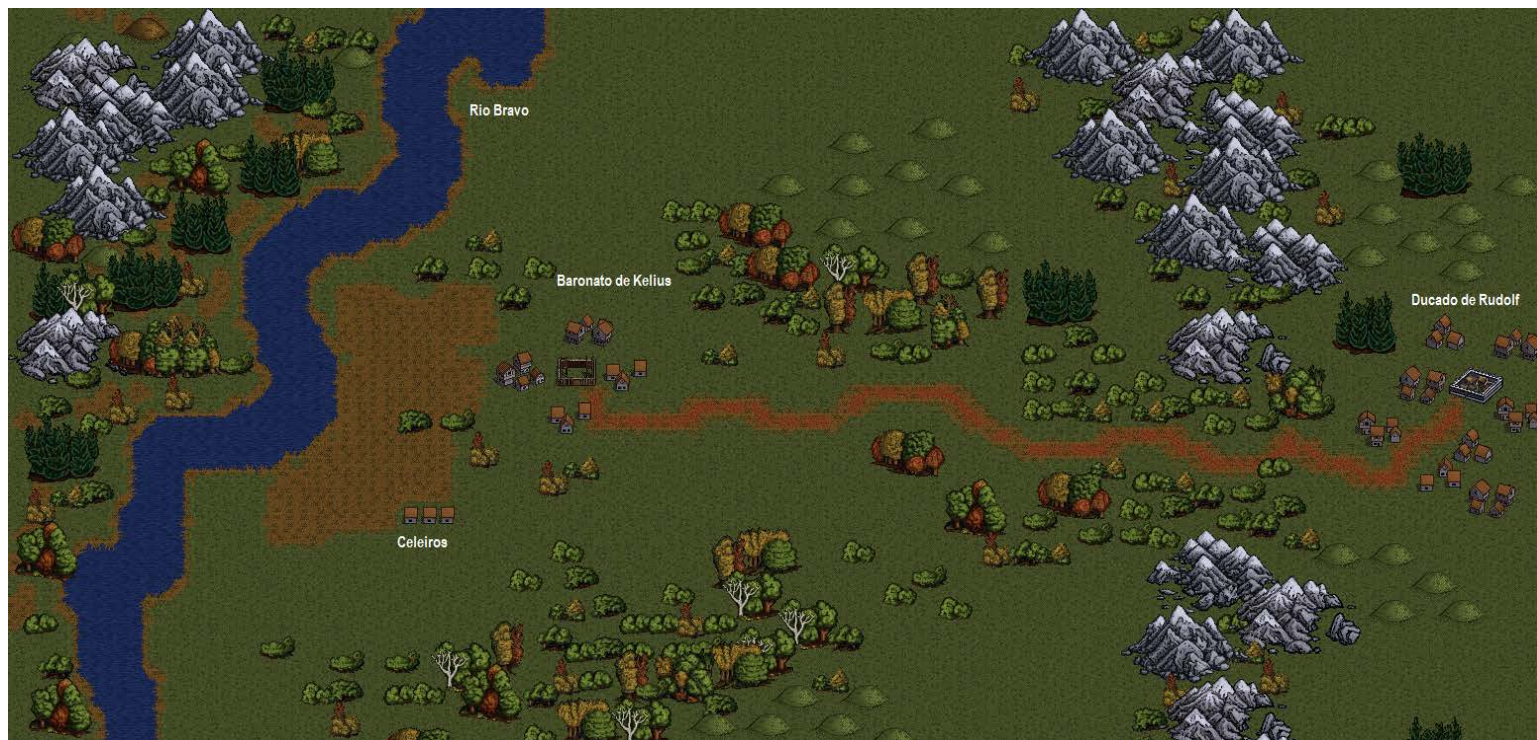 Rio Bravo
Baronato de Kelius
Ducado de Rudolf
Celeiros